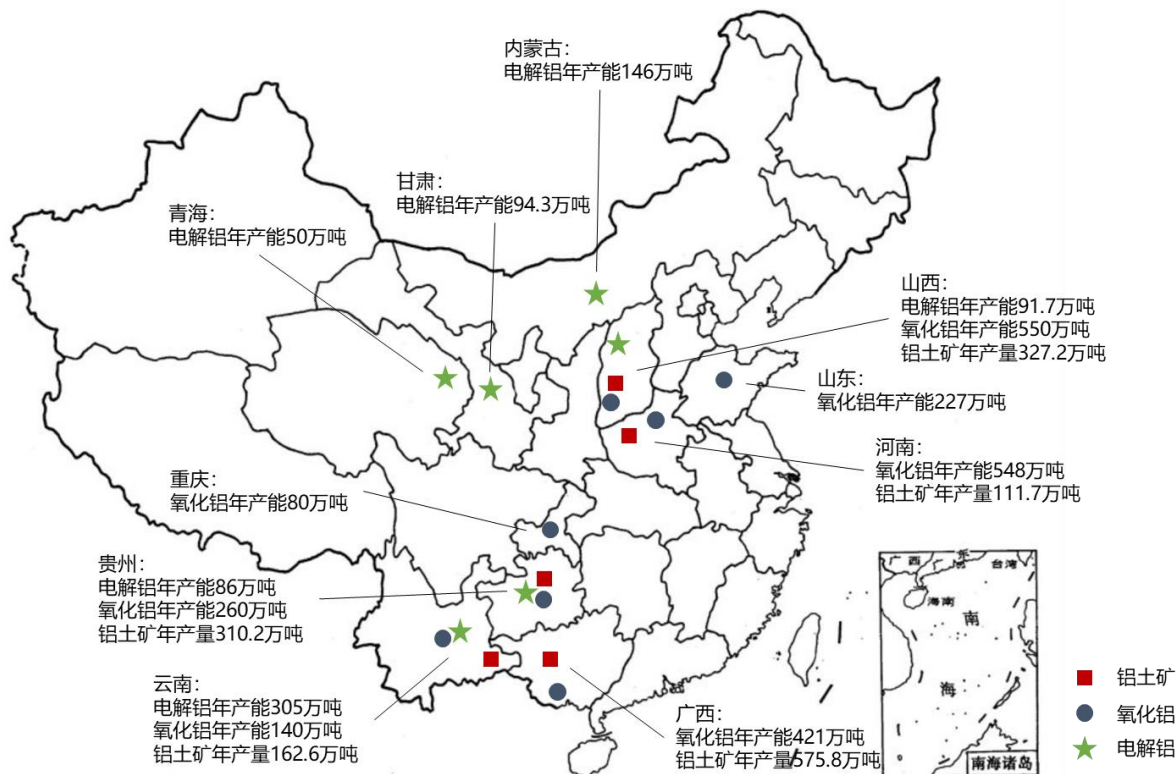 内蒙古：
电解铝年产能146万吨
甘肃：
电解铝年产能94.3万吨
青海：
电解铝年产能50万吨
山西：
电解铝年产能91.7万吨
氧化铝年产能550万吨
铝土矿年产量327.2万吨
山东：
氧化铝年产能227万吨
河南：
氧化铝年产能548万吨
铝土矿年产量111.7万吨
重庆：
氧化铝年产能80万吨
贵州：
电解铝年产能86万吨
氧化铝年产能260万吨
铝土矿年产量310.2万吨
云南：
电解铝年产能305万吨
氧化铝年产能140万吨
铝土矿年产量162.6万吨
广西：
氧化铝年产能421万吨
铝土矿年产量575.8万吨
广西
广东
台湾
海南
南
海
南海诸岛
铝土矿
氧化铝
电解铝